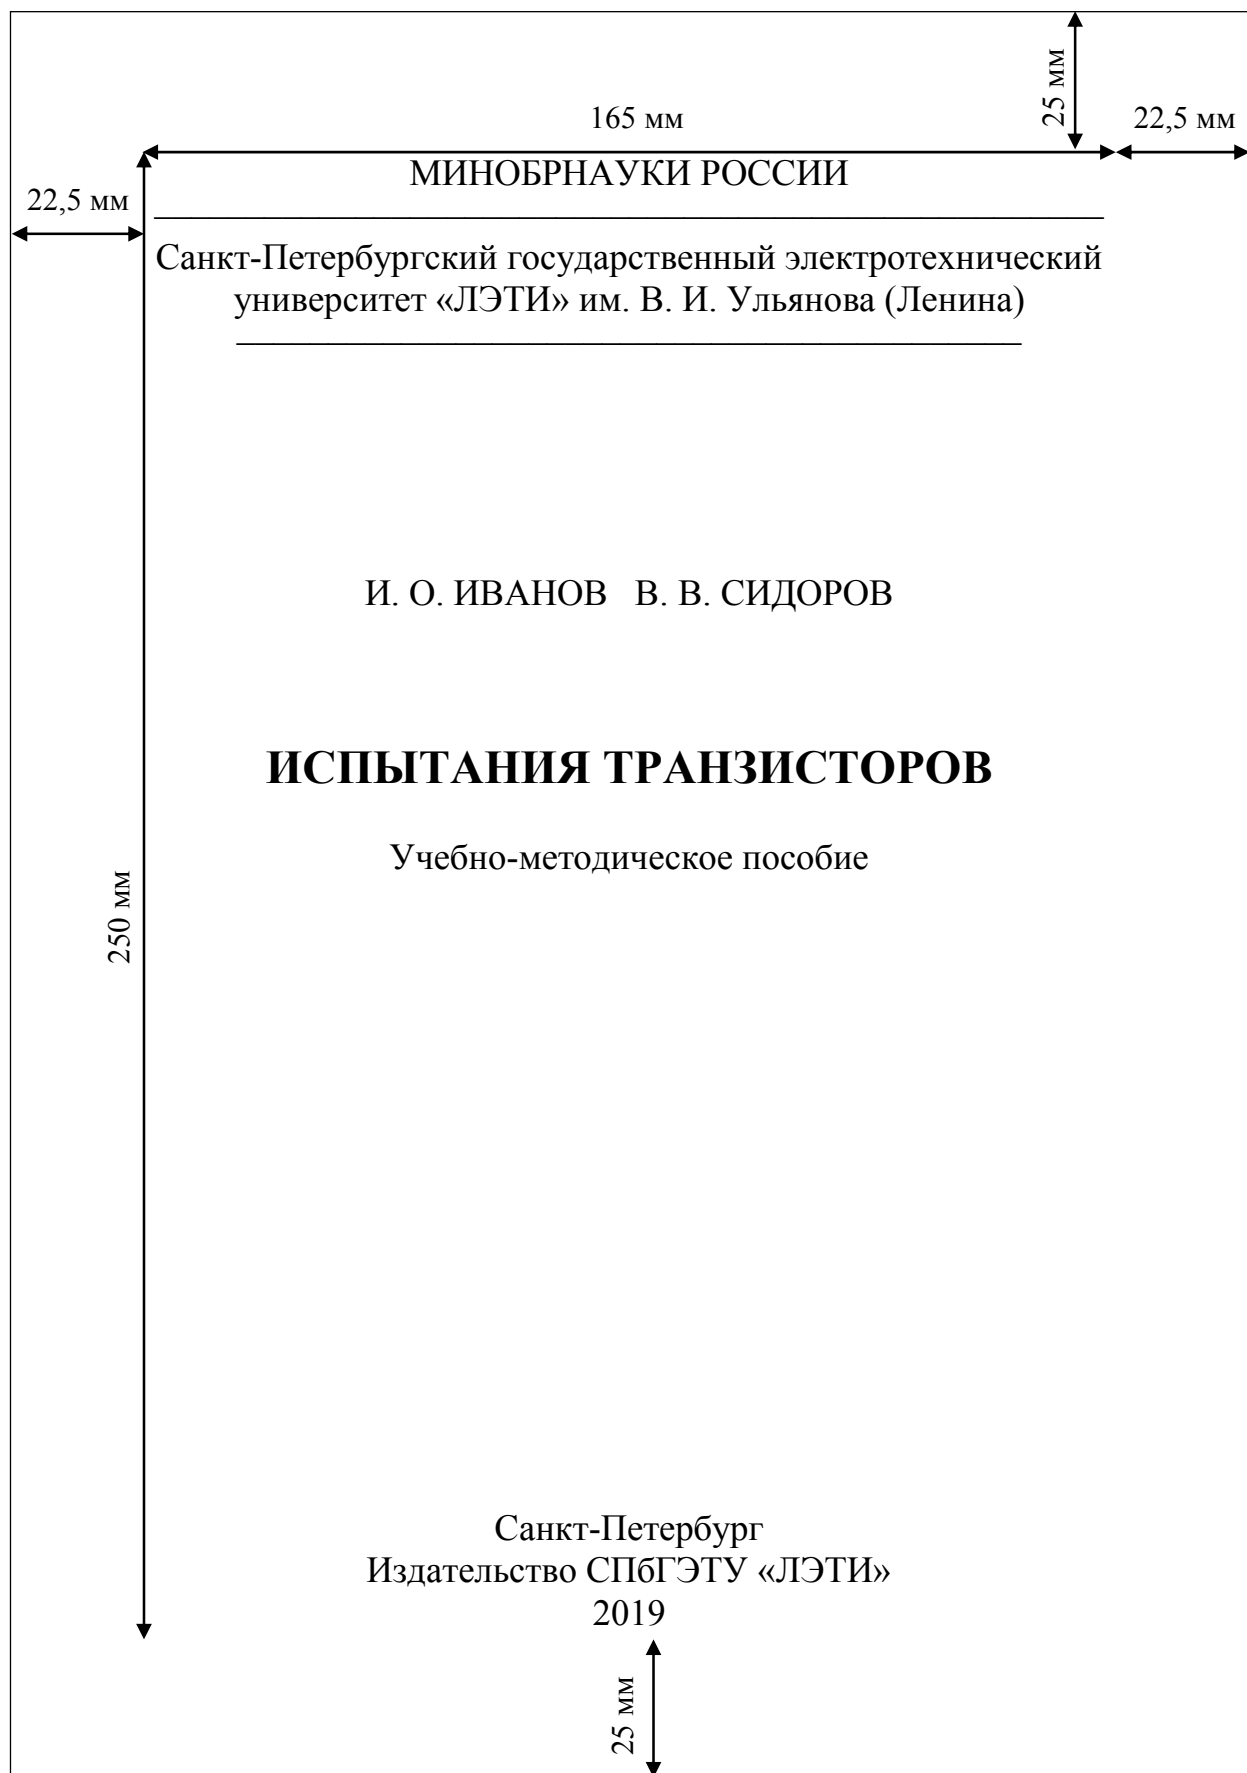 25 мм
165 мм
22,5 мм
МИНОБРНАУКИ РОССИИ
22,5 мм
Санкт-Петербургский государственный электротехнический
университет «ЛЭТИ» им. В. И. Ульянова (Ленина)
И. О. ИВАНОВ В. В. СИДОРОВ
ИСПЫТАНИЯ ТРАНЗИСТОРОВ
Учебно-методическое пособие
250 мм
Санкт-Петербург
Издательство СПбГЭТУ «ЛЭТИ»
2019
25 мм